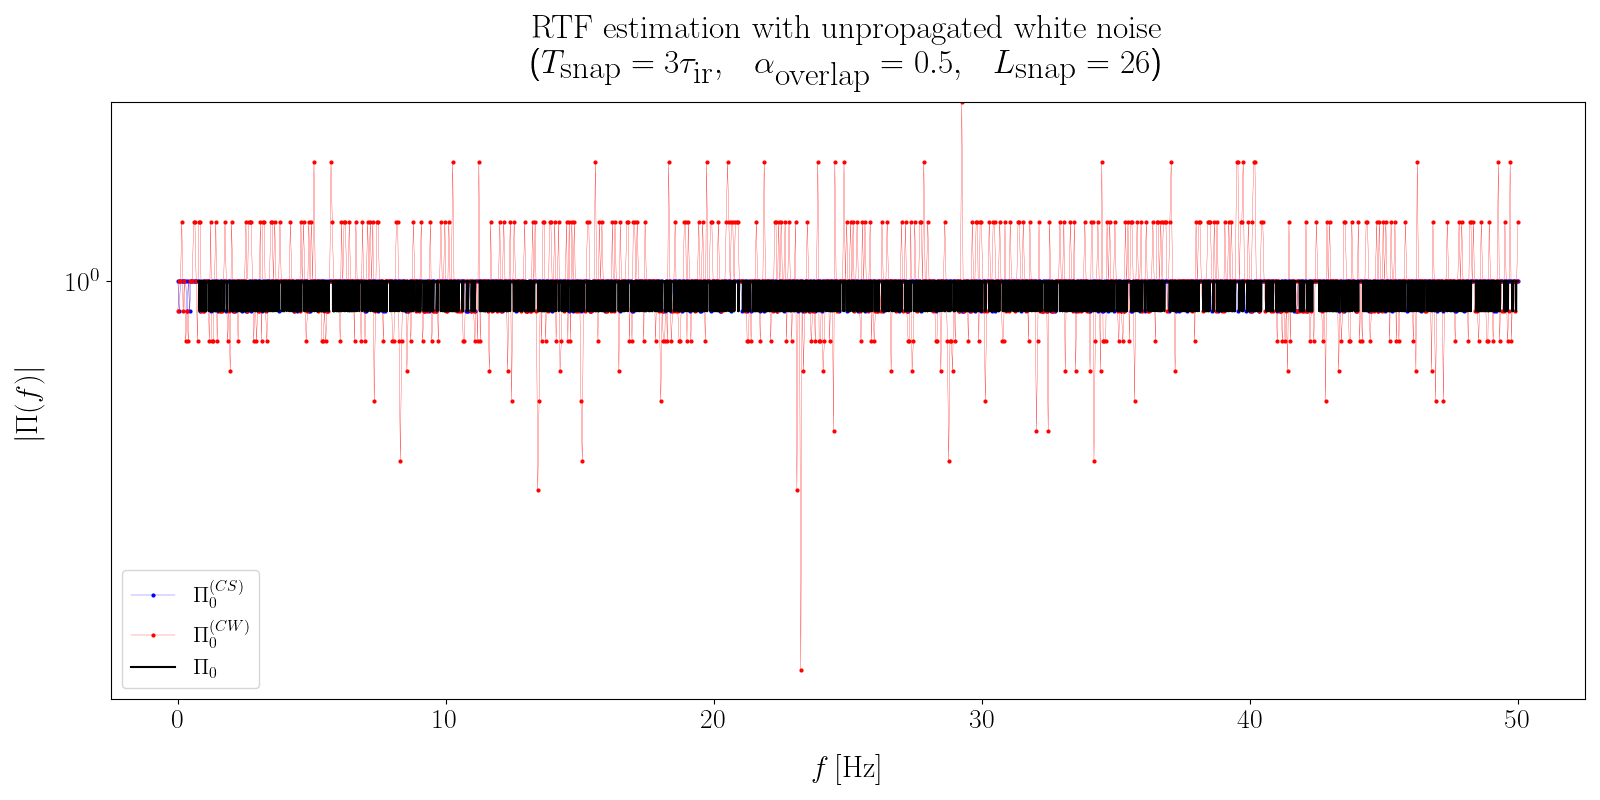 RTF estimation with unpropagated white noise
(T_snap = 3τ_ir, α_overlap = 0.5, L_snap = 26)
10^0
|Π(f)|
Π_0^(CS)
Π_0^(CW)
Π_0
0 10 20 30 40 50
f [Hz]